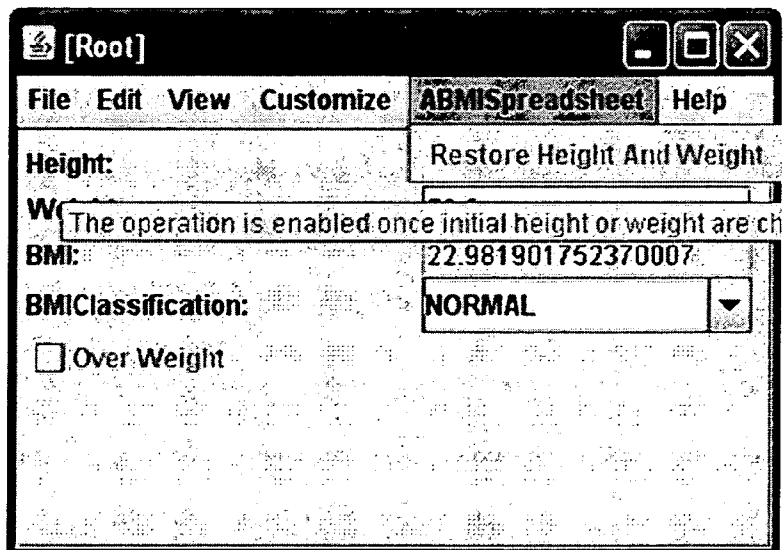 [Root]
File Edit View Customize ABMISpreadsheet Help
Height:
Restore Height And Weight
The operation is enabled once initial height or weight are ch
BMI:
22.981901752370007
BMIClassification:
NORMAL
Over Weight